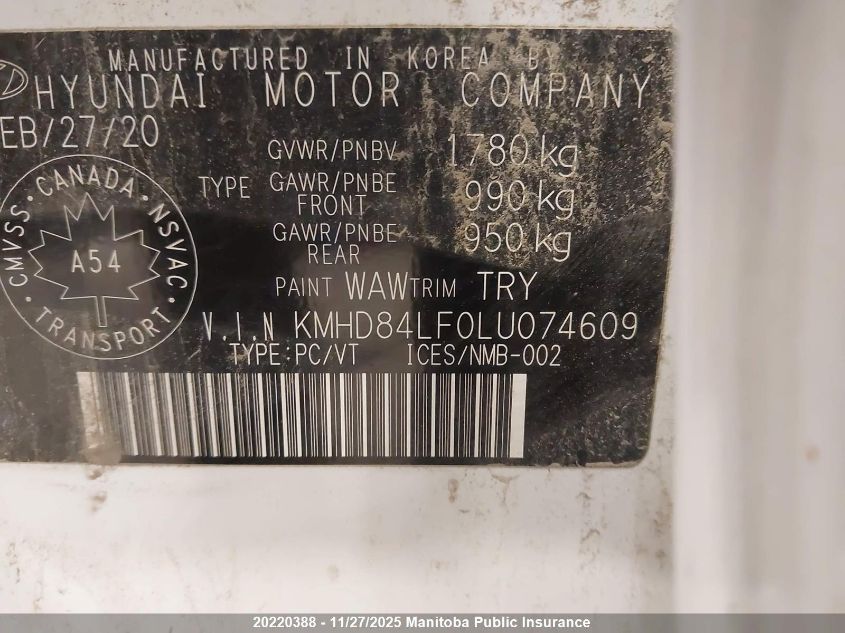 MANUFACTURED IN KOREA BY
HYUNDAI MOTOR COMPANY
EB/27/20
GVWR/PNBV 1780 kg
TYPE GAWR/PNBE FRONT 990 kg
GAWR/PNBE REAR 950 kg
PAINT WAW TRIM TRY
V.I.N KMHD84LF0LU074609
TYPE:PC/VT ICES/NMB-002
CANADA
CMVSS • NSVAC
A54
TRANSPORT
20220388 - 11/27/2025 Manitoba Public Insurance